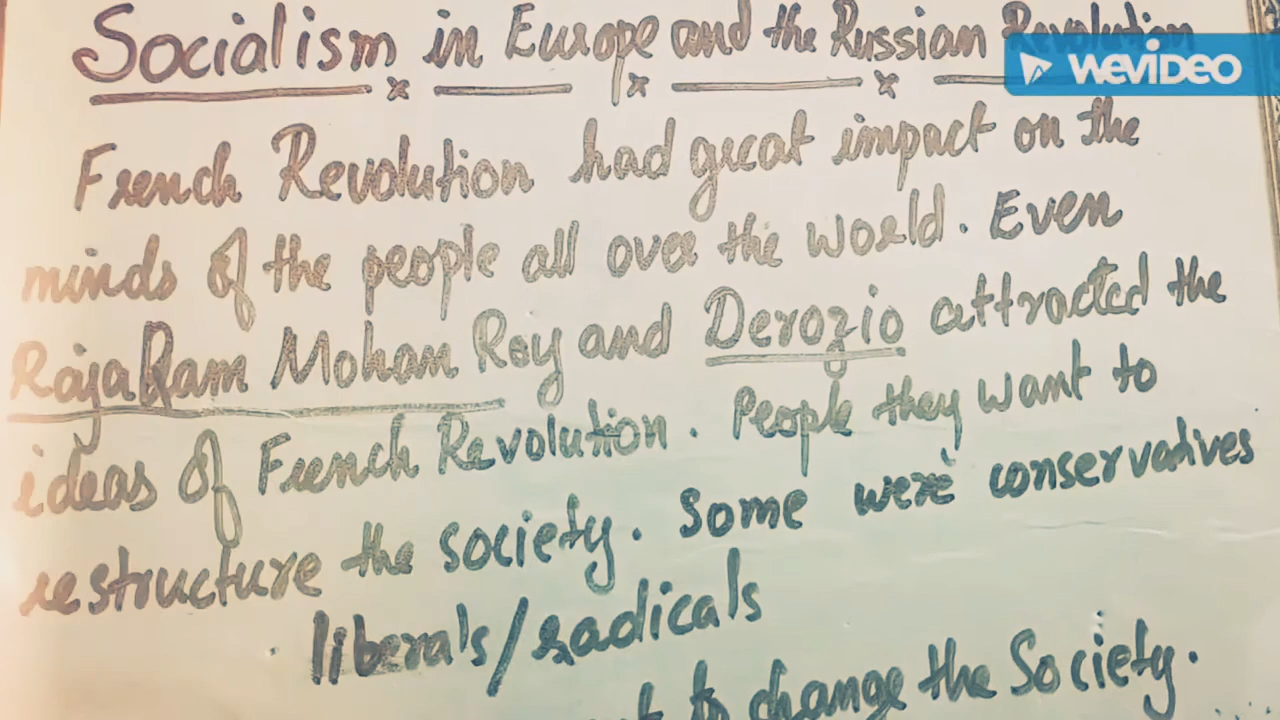 Socialism in Europe and the Russian Revolution
WEVIDEO
French Revolution had great impact on the
minds of the people all over the world. Even
Raja Ram Mohan Roy and Derozio attracted the
ideas of French Revolution. People they want to
restructure the society. Some were conservatives
liberals/radicals
to change the Society.